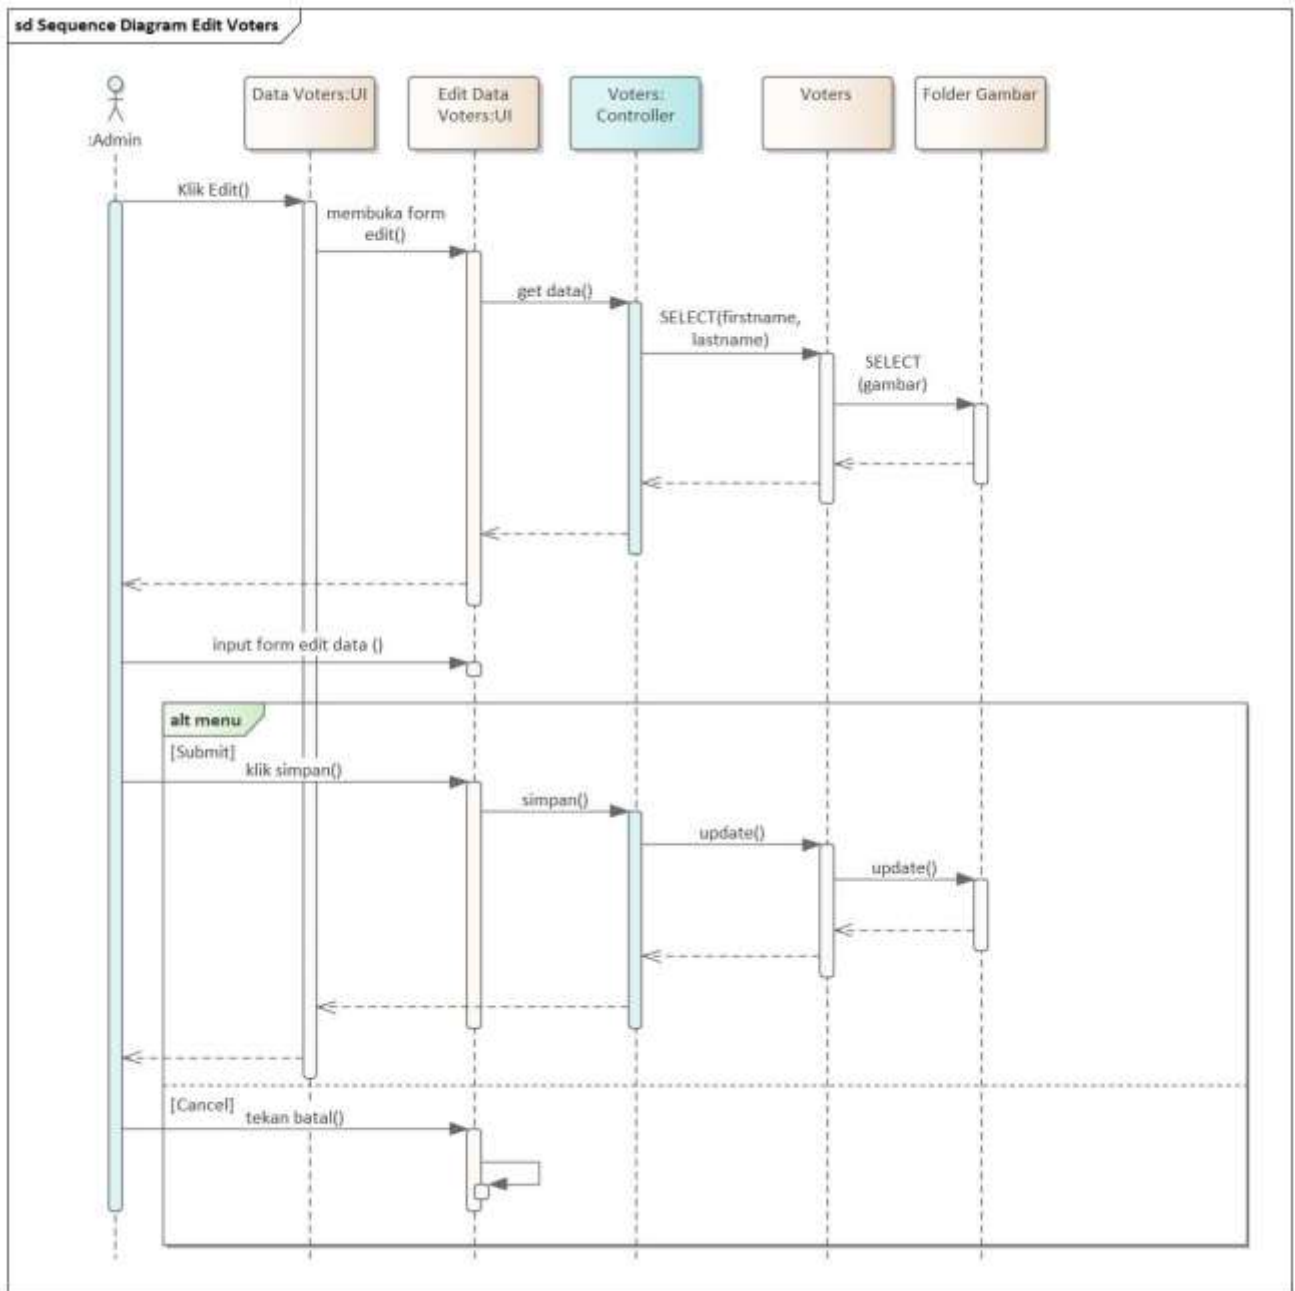 sd Sequence Diagram Edit Voters
:Admin
Data Voters:UI
Edit Data
Voters:UI
Voters:
Controller
Voters
Folder Gambar
Klik Edit()
membuka form
edit()
get data()
SELECT(firstname,
lastname)
SELECT
(gambar)
input form edit data ()
alt menu
[Submit]
klik simpan()
simpan()
update()
update()
[Cancel]
tekan batal()